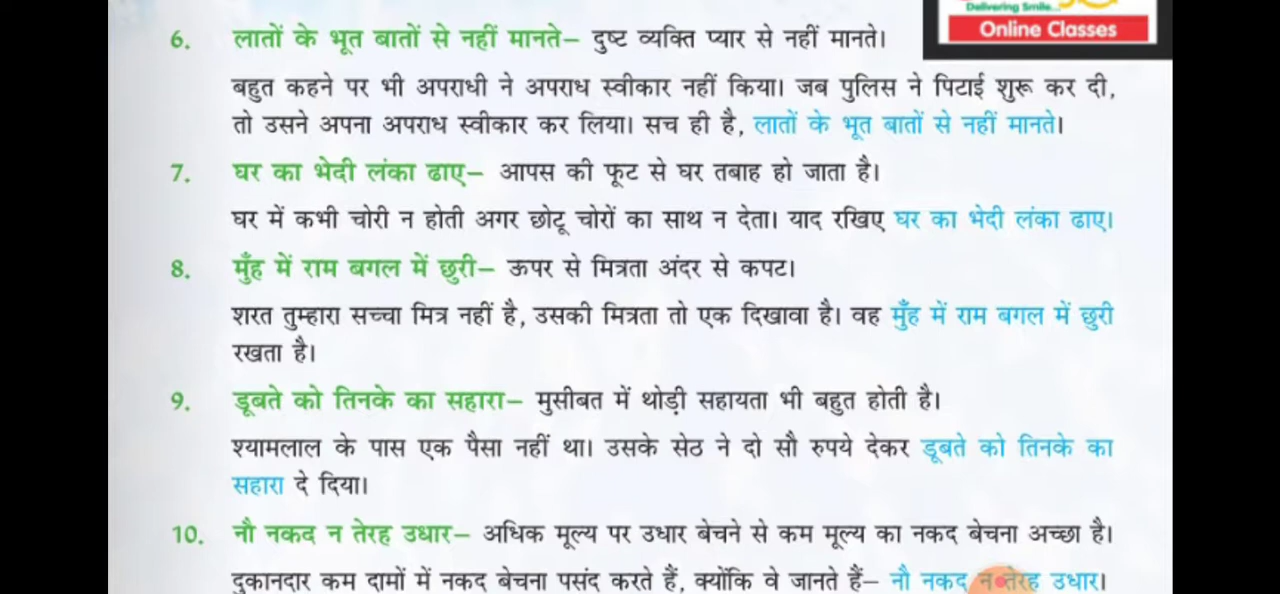 Delivering Smile...
Online Classes
6. लातों के भूत बातों से नहीं मानते– दुष्ट व्यक्ति प्यार से नहीं मानते।
बहुत कहने पर भी अपराधी ने अपराध स्वीकार नहीं किया। जब पुलिस ने पिटाई शुरू कर दी,
तो उसने अपना अपराध स्वीकार कर लिया। सच ही है, लातों के भूत बातों से नहीं मानते।
7. घर का भेदी लंका ढाए– आपस की फूट से घर तबाह हो जाता है।
घर में कभी चोरी न होती अगर छोटू चोरों का साथ न देता। याद रखिए घर का भेदी लंका ढाए।
8. मुँह में राम बगल में छुरी– ऊपर से मित्रता अंदर से कपट।
शरत तुम्हारा सच्चा मित्र नहीं है, उसकी मित्रता तो एक दिखावा है। वह मुँह में राम बगल में छुरी
रखता है।
9. डूबते को तिनके का सहारा– मुसीबत में थोड़ी सहायता भी बहुत होती है।
श्यामलाल के पास एक पैसा नहीं था। उसके सेठ ने दो सौ रुपये देकर डूबते को तिनके का
सहारा दे दिया।
10. नौ नकद न तेरह उधार– अधिक मूल्य पर उधार बेचने से कम मूल्य का नकद बेचना अच्छा है।
दुकानदार कम दामों में नकद बेचना पसंद करते हैं, क्योंकि वे जानते हैं– नौ नकद न तेरह उधार।